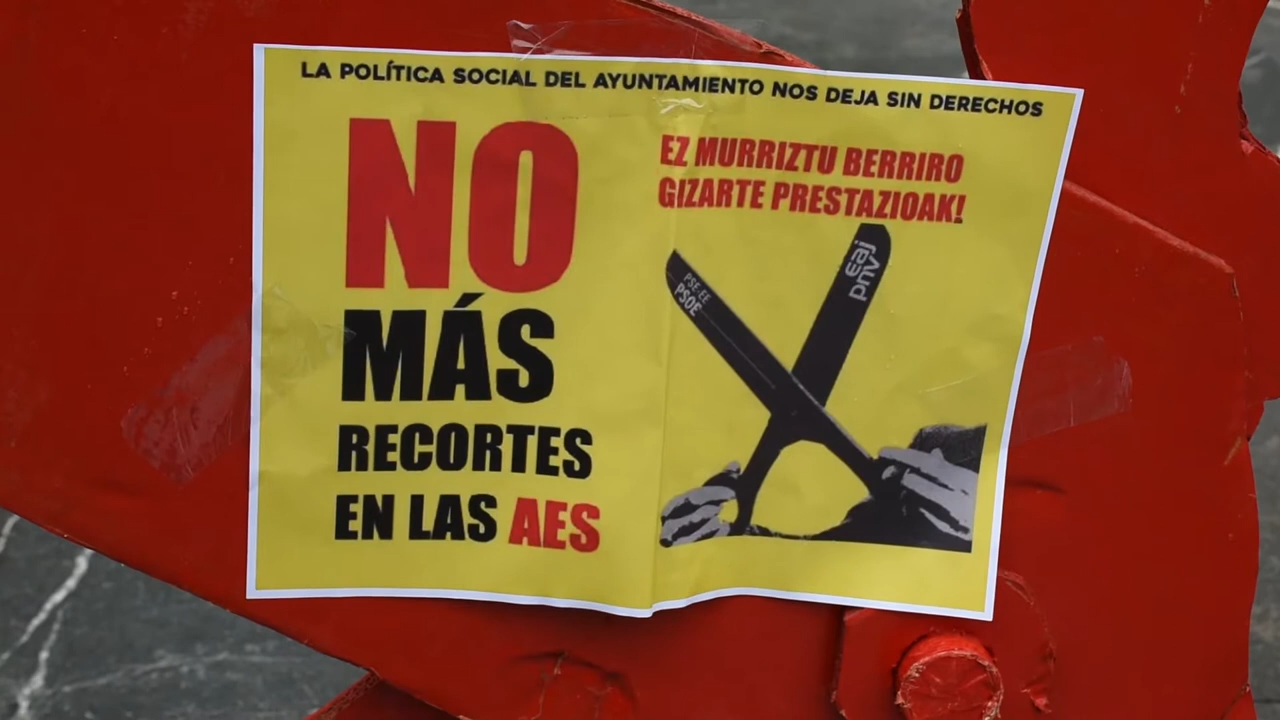 LA POLÍTICA SOCIAL DEL AYUNTAMIENTO NOS DEJA SIN DERECHOS
NO
MÁS
RECORTES
EN LAS AES
EZ MURRIZTU BERRIRO
GIZARTE PRESTAZIOAK!
PSE-EE
PSOE
eaj
pnv